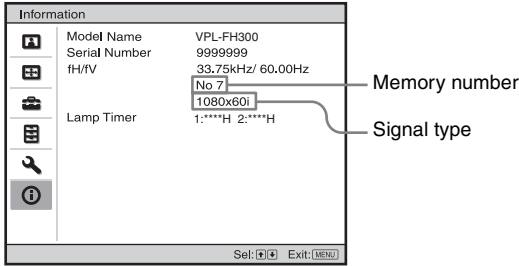 Information
Model Name VPL-FH300
Serial Number 9999999
fH/fV 33.75kHz/ 60.00Hz
No 7
1080x60i
Lamp Timer 1:****H 2:****H
Memory number
Signal type
Sel: Exit: MENU